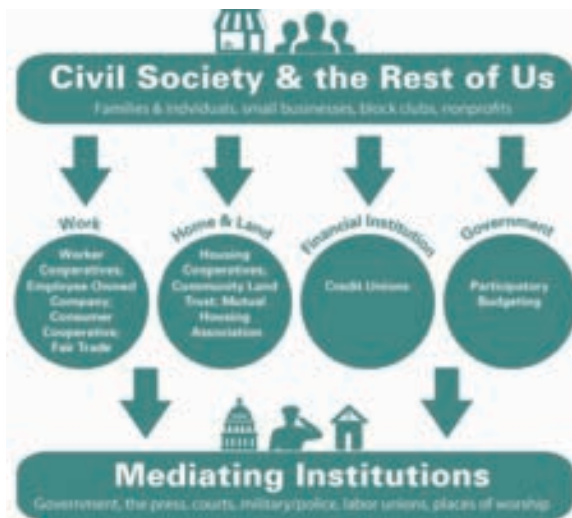 Civil Society & the Rest of Us
Families & individuals, small businesses, block clubs, nonprofits
Work
Worker
Cooperatives;
Employee Owned
Company;
Consumer
Cooperative;
Fair Trade
Home & Land
Housing
Cooperatives;
Community Land
Trust; Mutual
Housing
Association
Financial Institution
Credit Unions
Government
Participatory
Budgeting
Mediating Institutions
Government, the press, courts, military/police, labor unions, places of worship